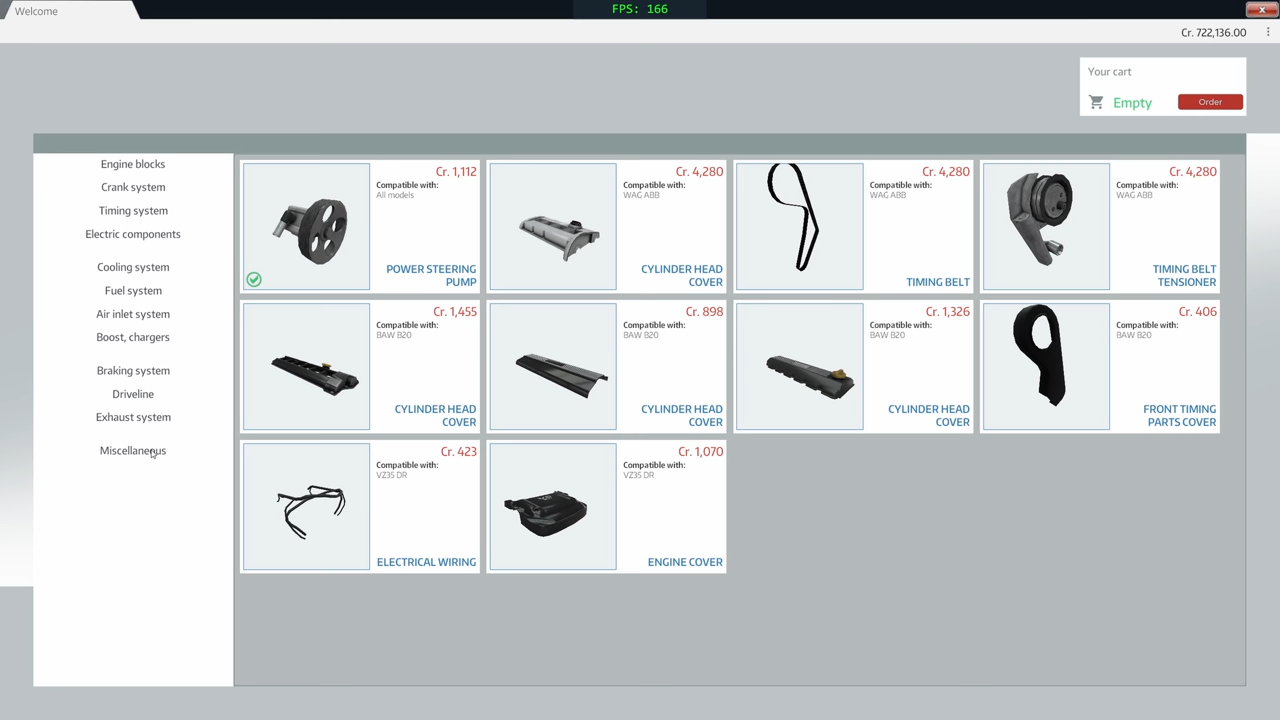 FPS: 166
Welcome
Cr. 722,136.00
Your cart
Empty
Order
Engine blocks
Crank system
Timing system
Electric components
Cooling system
Fuel system
Air inlet system
Boost, chargers
Braking system
Driveline
Exhaust system
Miscellaneous
Cr. 1,112
Compatible with:
All models
POWER STEERING
PUMP
Cr. 4,280
Compatible with:
WAG ABB
CYLINDER HEAD
COVER
Cr. 4,280
Compatible with:
WAG ABB
TIMING BELT
Cr. 4,280
Compatible with:
WAG ABB
TIMING BELT
TENSIONER
Cr. 1,455
Compatible with:
BAW B20
CYLINDER HEAD
COVER
Cr. 898
Compatible with:
BAW B20
CYLINDER HEAD
COVER
Cr. 1,326
Compatible with:
BAW B20
CYLINDER HEAD
COVER
Cr. 406
Compatible with:
BAW B20
FRONT TIMING
PARTS COVER
Cr. 423
Compatible with:
VZ35 DR
ELECTRICAL WIRING
Cr. 1,070
Compatible with:
VZ35 DR
ENGINE COVER